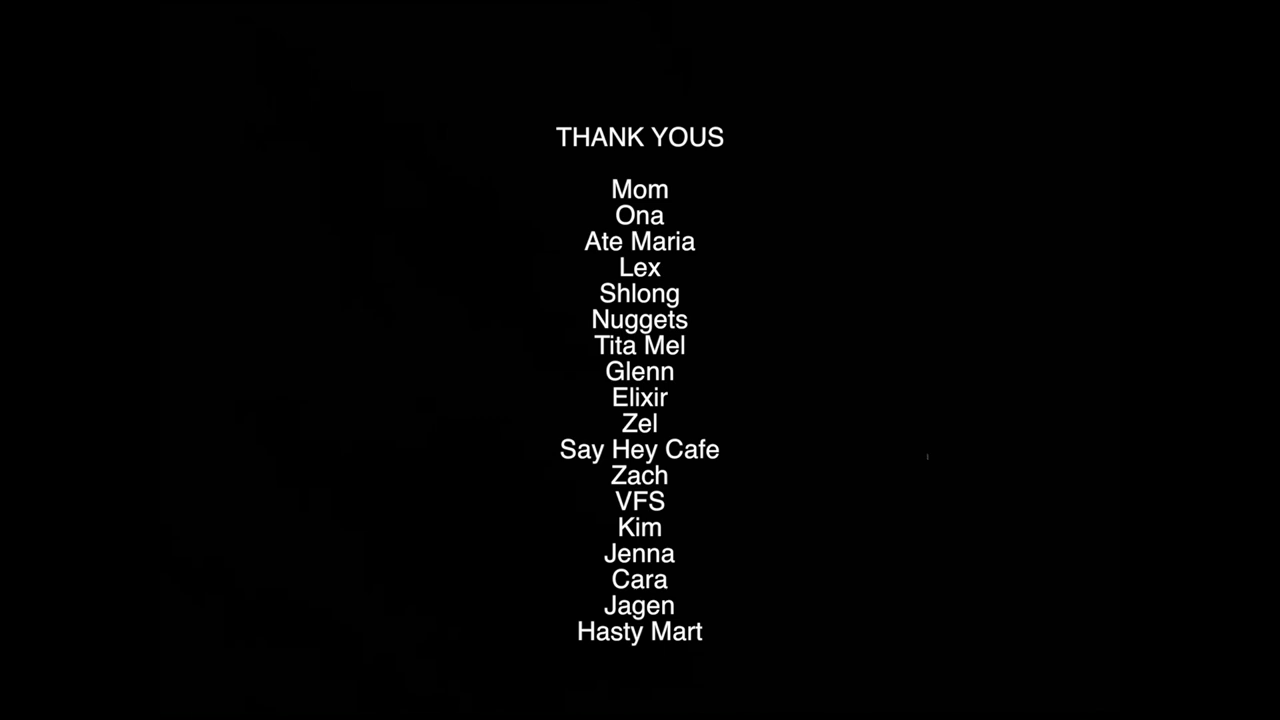 THANK YOUS
Mom
Ona
Ate Maria
Lex
Shlong
Nuggets
Tita Mel
Glenn
Elixir
Zel
Say Hey Cafe
Zach
VFS
Kim
Jenna
Cara
Jagen
Hasty Mart